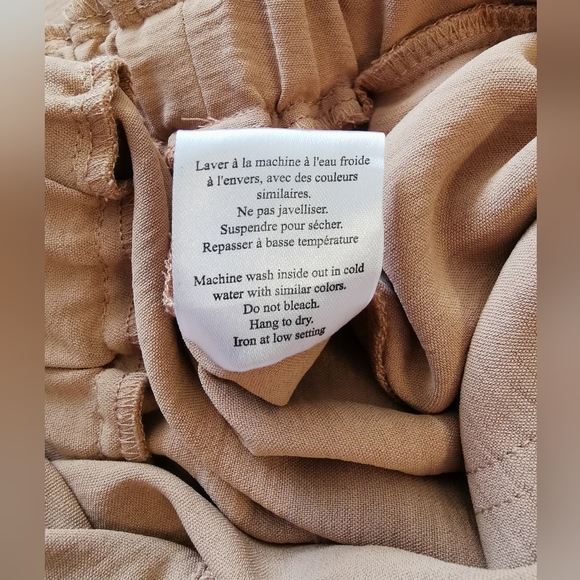 Laver à la machine à l'eau froide
à l'envers, avec des couleurs
similaires.
Ne pas javelliser.
Suspendre pour sécher.
Repasser à basse température
Machine wash inside out in cold
water with similar colors.
Do not bleach.
Hang to dry.
Iron at low setting